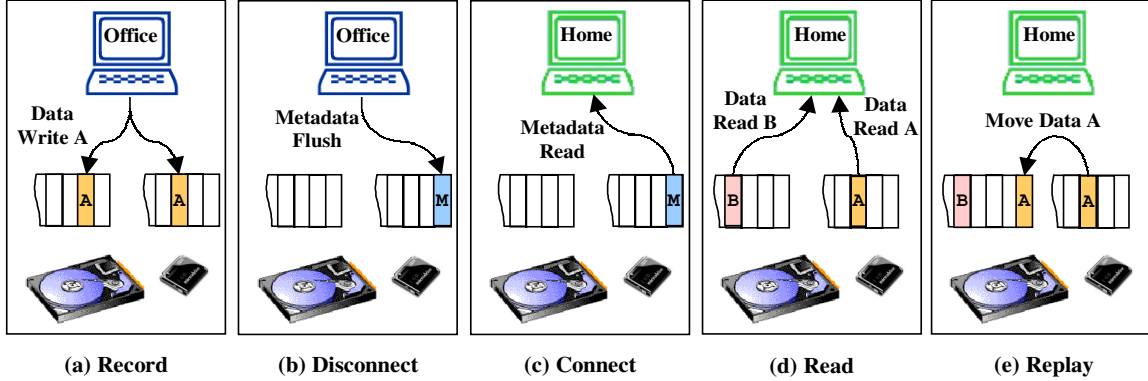 Office
Data
Write A
A
A
(a) Record
Office
Metadata
Flush
M
(b) Disconnect
Home
Metadata
Read
M
(c) Connect
Home
Data
Read B
Data
Read A
B
A
(d) Read
Home
Move Data A
B
A
A
(e) Replay